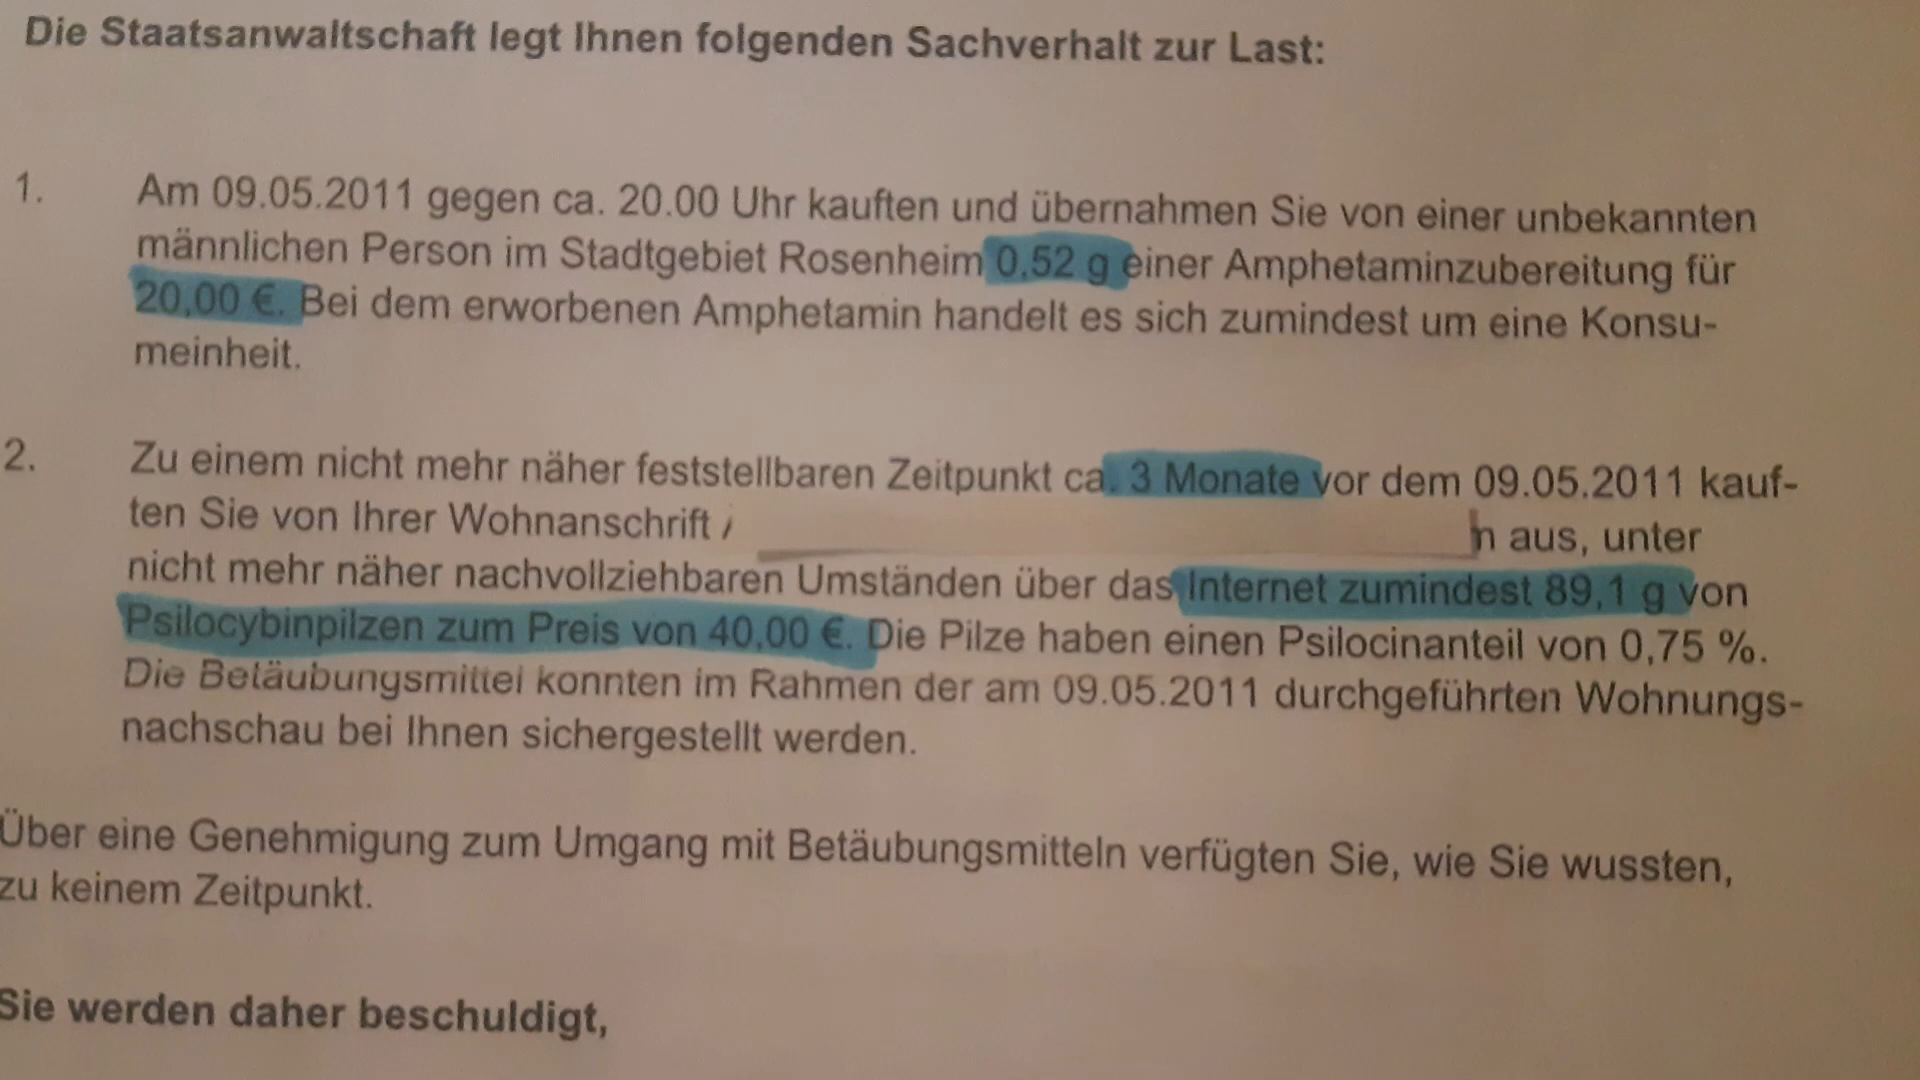 Die Staatsanwaltschaft legt Ihnen folgenden Sachverhalt zur Last:
1. Am 09.05.2011 gegen ca. 20.00 Uhr kauften und übernahmen Sie von einer unbekannten
männlichen Person im Stadtgebiet Rosenheim 0,52 g einer Amphetaminzubereitung für
20,00 €. Bei dem erworbenen Amphetamin handelt es sich zumindest um eine Konsu-
meinheit.
2. Zu einem nicht mehr näher feststellbaren Zeitpunkt ca. 3 Monate vor dem 09.05.2011 kauf-
ten Sie von Ihrer Wohnanschrift n aus, unter
nicht mehr näher nachvollziehbaren Umständen über das Internet zumindest 89,1 g von
Psilocybinpilzen zum Preis von 40,00 €. Die Pilze haben einen Psilocinanteil von 0,75 %.
Die Betäubungsmittel konnten im Rahmen der am 09.05.2011 durchgeführten Wohnungs-
nachschau bei Ihnen sichergestellt werden.
Über eine Genehmigung zum Umgang mit Betäubungsmitteln verfügten Sie, wie Sie wussten,
zu keinem Zeitpunkt.
Sie werden daher beschuldigt,